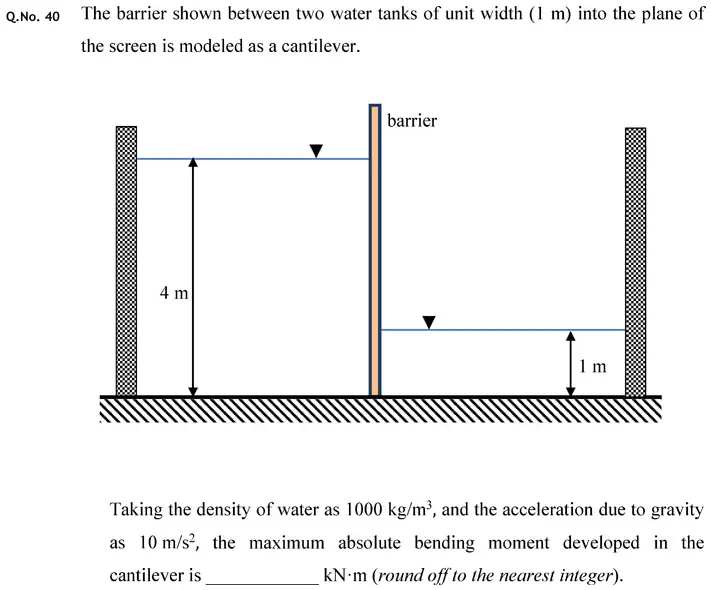 Q.No. 40 The barrier shown between two water tanks of unit width (1 m) into the plane of
the screen is modeled as a cantilever.
barrier
4 m
1 m
Taking the density of water as 1000 kg/m³, and the acceleration due to gravity
as 10 m/s², the maximum absolute bending moment developed in the
cantilever is ____________ kN·m (round off to the nearest integer).